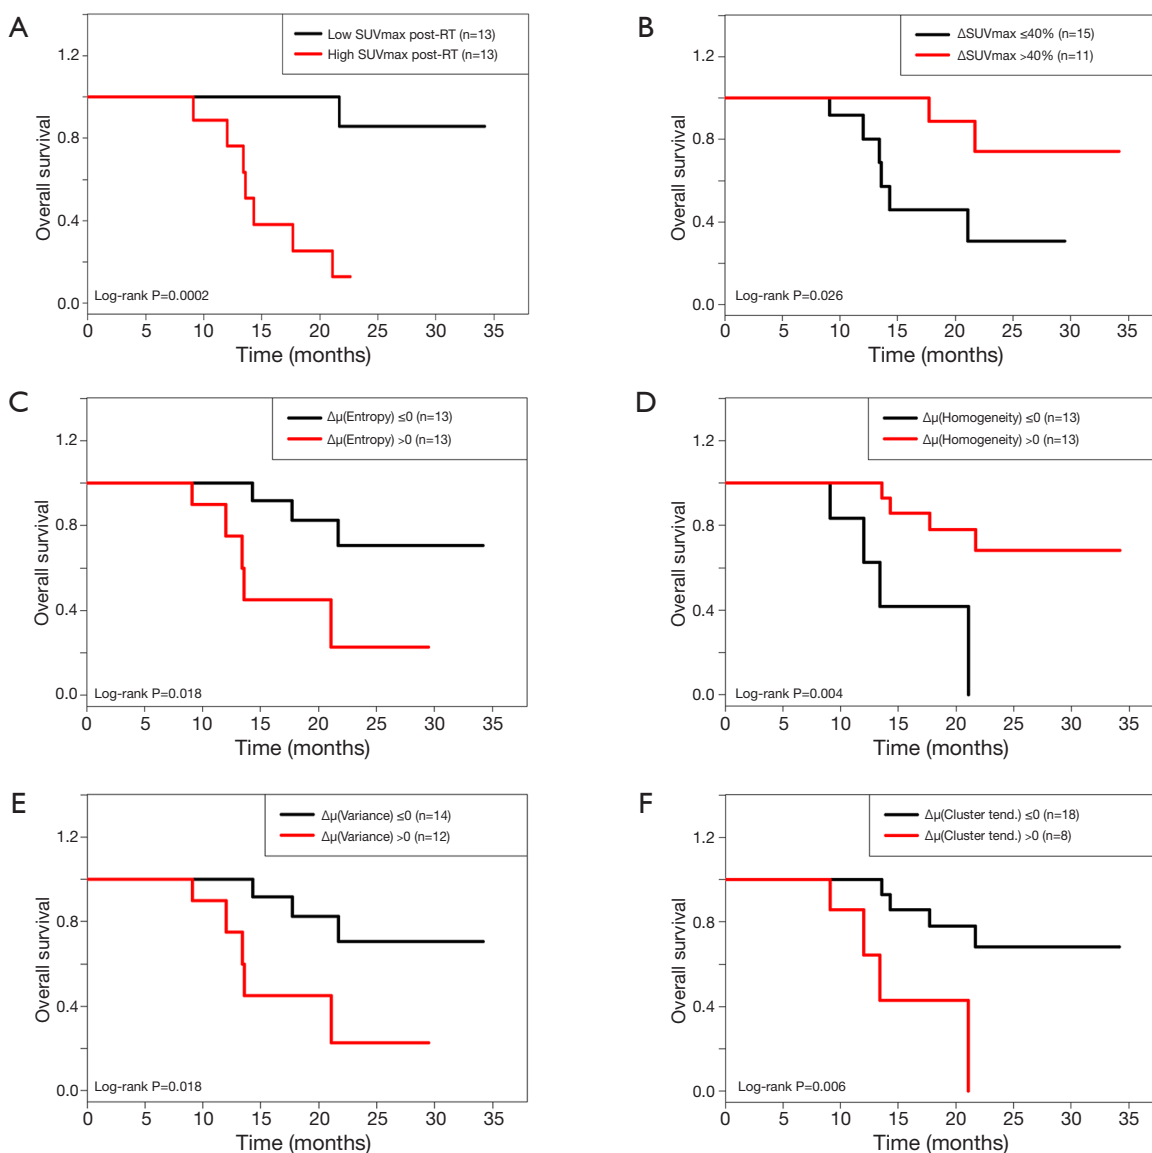 A
Low SUVmax post-RT (n=13)
High SUVmax post-RT (n=13)
1.2
0.8
0.4
0.0
Overall survival
Log-rank P=0.0002
0 5 10 15 20 25 30 35
Time (months)
B
ΔSUVmax ≤40% (n=15)
ΔSUVmax >40% (n=11)
1.2
0.8
0.4
0.0
Overall survival
Log-rank P=0.026
0 5 10 15 20 25 30 35
Time (months)
C
Δμ(Entropy) ≤0 (n=13)
Δμ(Entropy) >0 (n=13)
1.2
0.8
0.4
0.0
Overall survival
Log-rank P=0.018
0 5 10 15 20 25 30 35
Time (months)
D
Δμ(Homogeneity) ≤0 (n=13)
Δμ(Homogeneity) >0 (n=13)
1.2
0.8
0.4
0.0
Overall survival
Log-rank P=0.004
0 5 10 15 20 25 30 35
Time (months)
E
Δμ(Variance) ≤0 (n=14)
Δμ(Variance) >0 (n=12)
1.2
0.8
0.4
0.0
Overall survival
Log-rank P=0.018
0 5 10 15 20 25 30 35
Time (months)
F
Δμ(Cluster tend.) ≤0 (n=18)
Δμ(Cluster tend.) >0 (n=8)
1.2
0.8
0.4
0.0
Overall survival
Log-rank P=0.006
0 5 10 15 20 25 30 35
Time (months)